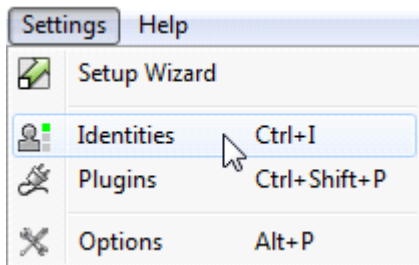 Settings Help
Setup Wizard
Identities Ctrl+I
Plugins Ctrl+Shift+P
Options Alt+P